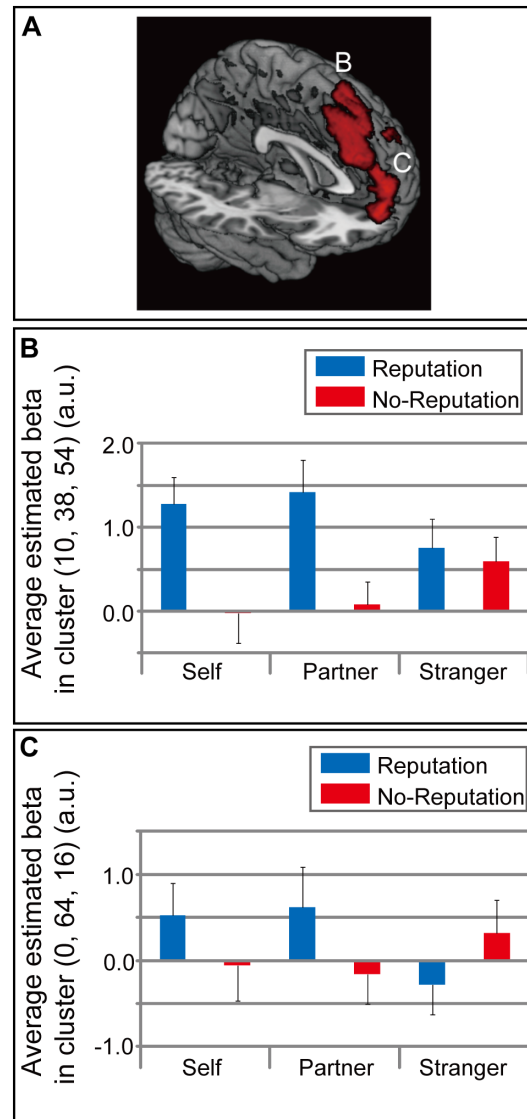 A
B
C
B
Reputation
No-Reputation
Average estimated beta
in cluster (10, 38, 54) (a.u.)
2.0
1.0
0.0
Self
Partner
Stranger
C
Reputation
No-Reputation
Average estimated beta
in cluster (0, 64, 16) (a.u.)
1.0
0.0
-1.0
Self
Partner
Stranger